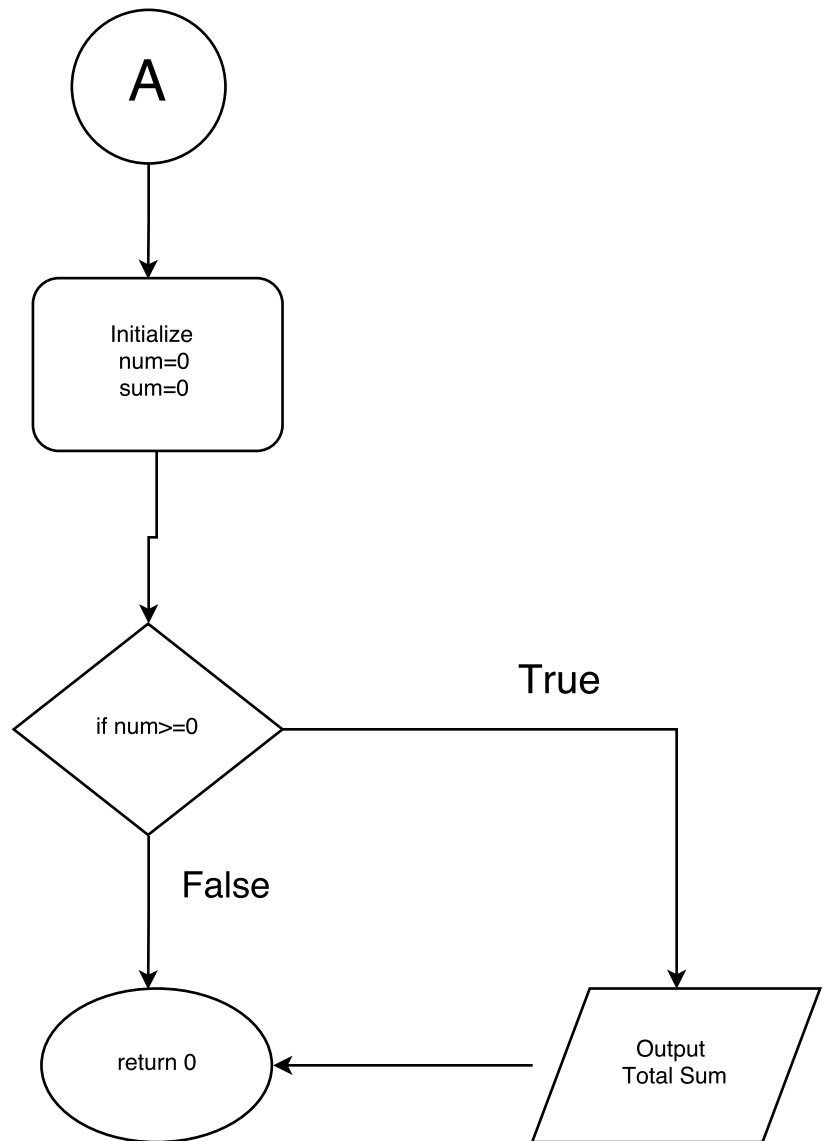 A
Initialize
num=0
sum=0
if num>=0
True
False
return 0
Output
Total Sum